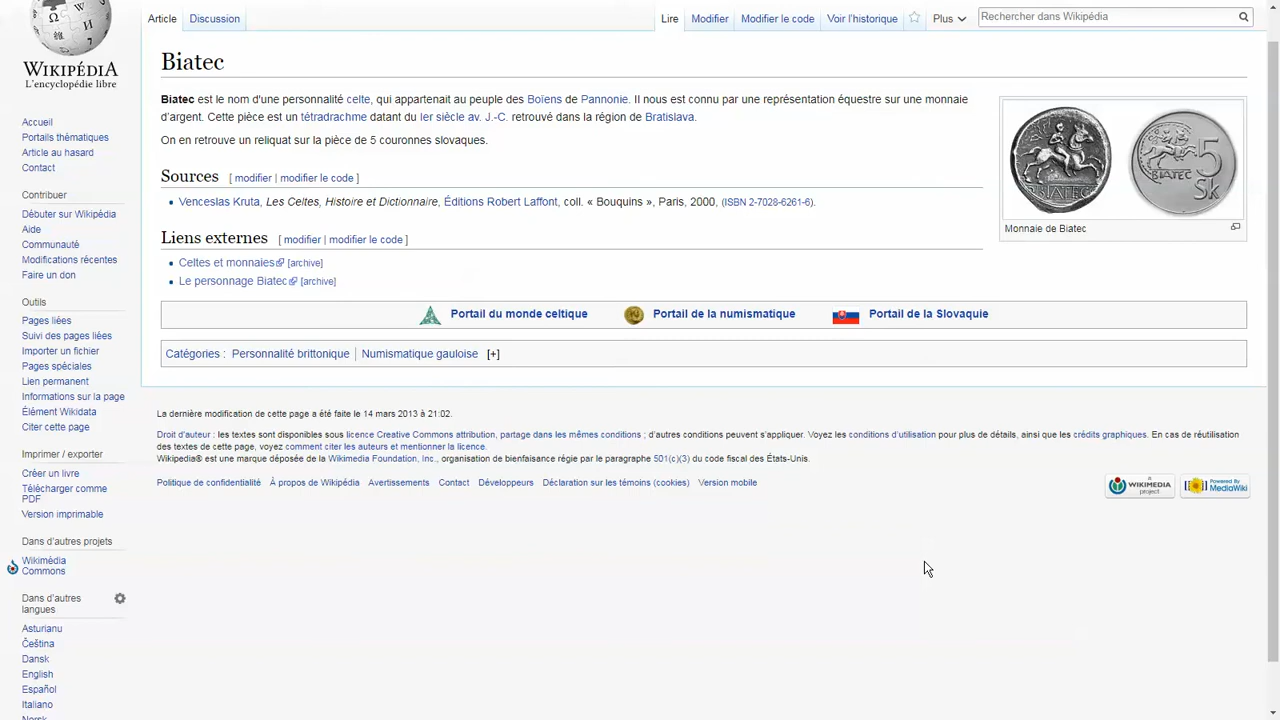 WIKIPÉDIA
L'encyclopédie libre
Accueil
Portails thématiques
Article au hasard
Contact
Contribuer
Débuter sur Wikipédia
Aide
Communauté
Modifications récentes
Faire un don
Outils
Pages liées
Suivi des pages liées
Importer un fichier
Pages spéciales
Lien permanent
Informations sur la page
Élément Wikidata
Citer cette page
Imprimer / exporter
Créer un livre
Télécharger comme
PDF
Version imprimable
Dans d'autres projets
Wikimédia
Commons
Dans d'autres
langues
Asturianu
Čeština
Dansk
English
Español
Italiano
Norsk
Article Discussion Lire Modifier Modifier le code Voir l'historique Plus Rechercher dans Wikipédia
Biatec
Biatec est le nom d'une personnalité celte, qui appartenait au peuple des Boïens de Pannonie. Il nous est connu par une représentation équestre sur une monnaie
d'argent. Cette pièce est un tétradrachme datant du Ier siècle av. J.-C. retrouvé dans la région de Bratislava.
On en retrouve un reliquat sur la pièce de 5 couronnes slovaques.
BIATEC
BIATEC 5
Sk
Monnaie de Biatec
Sources [ modifier | modifier le code ]
• Venceslas Kruta, Les Celtes, Histoire et Dictionnaire, Éditions Robert Laffont, coll. « Bouquins », Paris, 2000, (ISBN 2-7028-6261-6).
Liens externes [ modifier | modifier le code ]
• Celtes et monnaies [archive]
• Le personnage Biatec [archive]
Portail du monde celtique Portail de la numismatique Portail de la Slovaquie
Catégories : Personnalité brittonique | Numismatique gauloise [+]
La dernière modification de cette page a été faite le 14 mars 2013 à 21:02.
Droit d'auteur : les textes sont disponibles sous licence Creative Commons attribution, partage dans les mêmes conditions ; d'autres conditions peuvent s'appliquer. Voyez les conditions d'utilisation pour plus de détails, ainsi que les crédits graphiques. En cas de réutilisation
des textes de cette page, voyez comment citer les auteurs et mentionner la licence.
Wikipedia® est une marque déposée de la Wikimedia Foundation, Inc., organisation de bienfaisance régie par le paragraphe 501(c)(3) du code fiscal des États-Unis.
Politique de confidentialité À propos de Wikipédia Avertissements Contact Développeurs Déclaration sur les témoins (cookies) Version mobile
A WIKIMEDIA project
Powered By MediaWiki